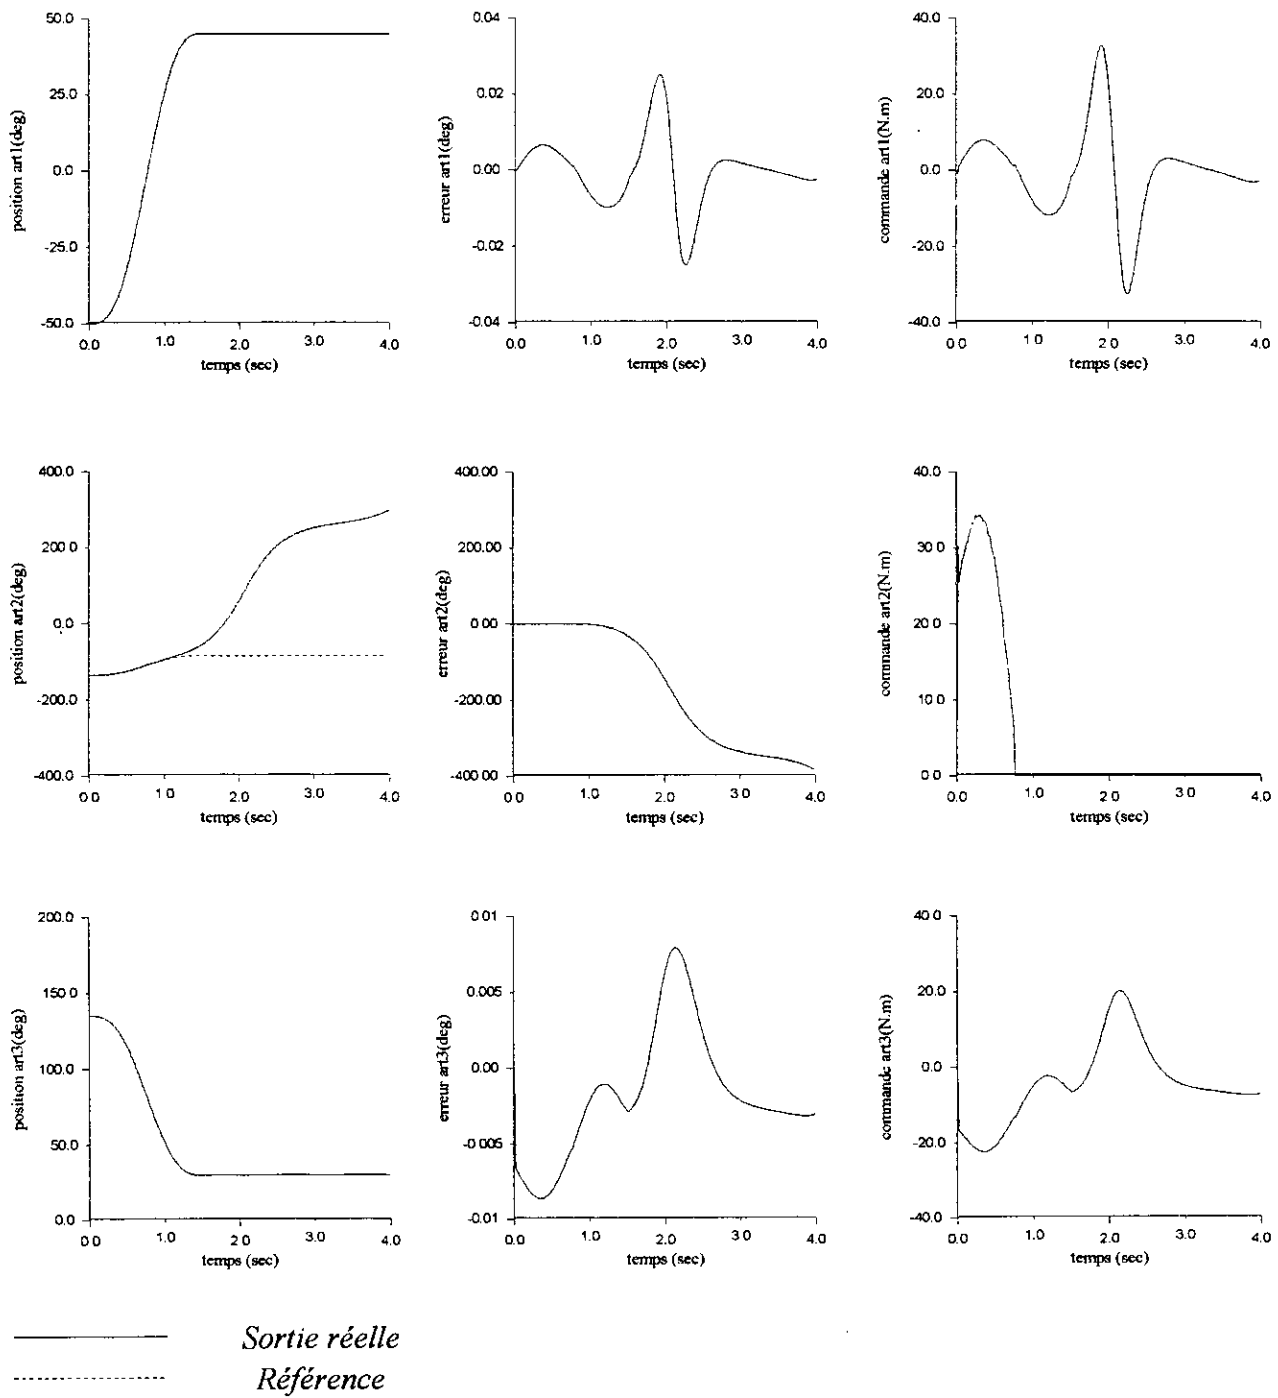 position art1(deg)
50.0
25.0
0.0
-25.0
-50.0
0.0 1.0 2.0 3.0 4.0
temps (sec)
erreur art1(deg)
0.04
0.02
0.00
-0.02
-0.04
0.0 1.0 2.0 3.0 4.0
temps (sec)
commande art1(N.m)
40.0
20.0
0.0
-20.0
-40.0
0.0 1.0 2.0 3.0 4.0
temps (sec)
position art2(deg)
400.0
200.0
0.0
-200.0
-400.0
0.0 1.0 2.0 3.0 4.0
temps (sec)
erreur art2(deg)
400.00
200.00
0.00
-200.00
-400.00
0.0 1.0 2.0 3.0 4.0
temps (sec)
commande art2(N.m)
40.0
30.0
20.0
10.0
0.0
0.0 1.0 2.0 3.0 4.0
temps (sec)
position art3(deg)
200.0
150.0
100.0
50.0
0.0
0.0 1.0 2.0 3.0 4.0
temps (sec)
erreur art3(deg)
0.01
0.005
0.00
-0.005
-0.01
0.0 1.0 2.0 3.0 4.0
temps (sec)
commande art3(N.m)
40.0
20.0
0.0
-20.0
-40.0
0.0 1.0 2.0 3.0 4.0
temps (sec)
Sortie réelle
Référence